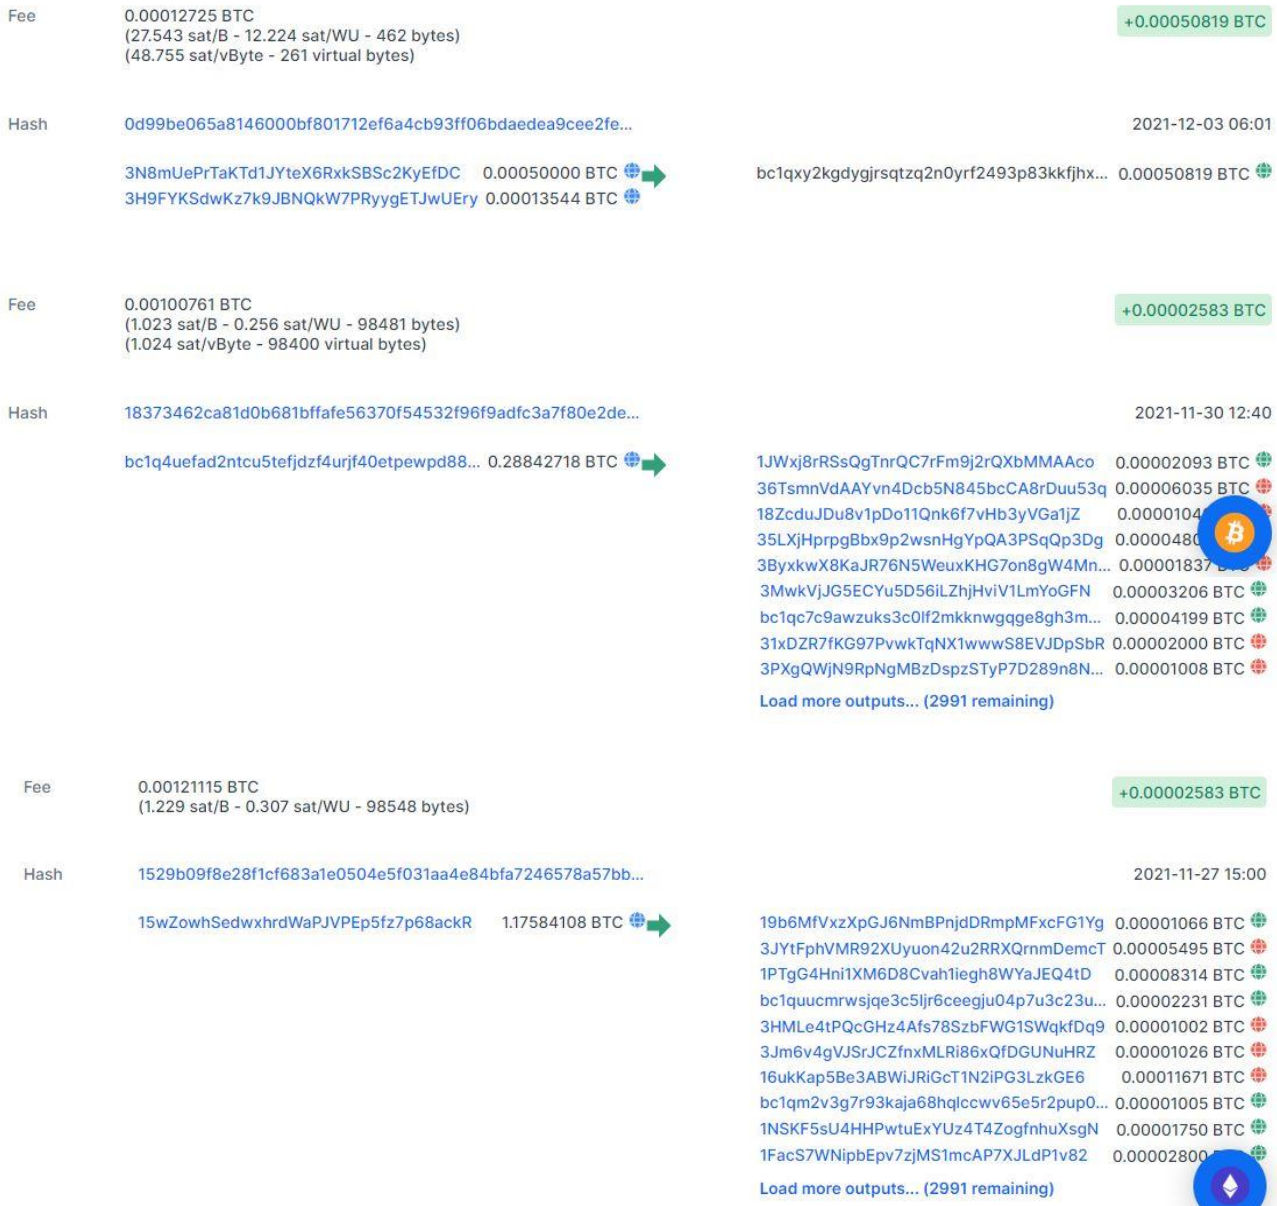 Fee 0.00012725 BTC +0.00050819 BTC
(27.543 sat/B - 12.224 sat/WU - 462 bytes)
(48.755 sat/vByte - 261 virtual bytes)
Hash 0d99be065a8146000bf801712ef6a4cb93ff06bdaedea9cee2fe... 2021-12-03 06:01
3N8mUePrTaKTd1JYteX6RxkSBSc2KyEfDC 0.00050000 BTC bc1qxy2kgdygjrsqtzq2n0yrf2493p83kkfjhx... 0.00050819 BTC
3H9FYKSdwKz7k9JBNQkW7PRyygETJwUEry 0.00013544 BTC
Fee 0.00100761 BTC +0.00002583 BTC
(1.023 sat/B - 0.256 sat/WU - 98481 bytes)
(1.024 sat/vByte - 98400 virtual bytes)
Hash 18373462ca81d0b681bffafe56370f54532f96f9adfc3a7f80e2de... 2021-11-30 12:40
bc1q4uefad2ntcu5tefjdzf4urjf40etpewpd88... 0.28842718 BTC 1JWxj8rRSsQgTnrQC7rFm9j2rQXbMMAAco 0.00002093 BTC
36TsmnVdAAYvn4Dcb5N845bcCA8rDuu53q 0.00006035 BTC
18ZcduJDu8v1pDo11Qnk6f7vHb3yVGa1jZ 0.0000104
35LXjHprpgBbx9p2wsnHgYpQA3PSqQp3Dg 0.0000480
3ByxkwX8KaJR76N5WeuxKHG7on8gW4Mn... 0.00001837 BTC
3MwkVjJG5ECYu5D56iLZhjHviV1LmYoGFN 0.00003206 BTC
bc1qc7c9awzuks3c0lf2mkknwgqge8gh3m... 0.00004199 BTC
31xDZR7fKG97PvwkTqNX1wwwS8EVJDpSbR 0.00002000 BTC
3PXgQWjN9RpNgMBzDspzSTyP7D289n8N... 0.00001008 BTC
Load more outputs... (2991 remaining)
Fee 0.00121115 BTC +0.00002583 BTC
(1.229 sat/B - 0.307 sat/WU - 98548 bytes)
Hash 1529b09f8e28f1cf683a1e0504e5f031aa4e84bfa7246578a57bb... 2021-11-27 15:00
15wZowhSedwxhrdWaPJVPEp5fz7p68ackR 1.17584108 BTC 19b6MfVxzXpGJ6NmBPnjdDRmpMFxcFG1Yg 0.00001066 BTC
3JYtFphVMR92XUyuon42u2RRXQrnmDemcT 0.00005495 BTC
1PTgG4Hni1XM6D8Cvah1iegh8WYaJEQ4tD 0.00008314 BTC
bc1quucmrwsjqe3c5ljr6ceegju04p7u3c23u... 0.00002231 BTC
3HMLe4tPQcGHz4Afs78SzbFWG1SWqkfDq9 0.00001002 BTC
3Jm6v4gVJSrJCZfnxMLRi86xQfDGUNuHRZ 0.00001026 BTC
16ukKap5Be3ABWiJRiGcT1N2iPG3LzkGE6 0.00011671 BTC
bc1qm2v3g7r93kaja68hqlccwv65e5r2pup0... 0.00001005 BTC
1NSKF5sU4HHPwtuExYUz4T4ZogfnhuXsgN 0.00001750 BTC
1FacS7WNipbEpv7zjMS1mcAP7XJLdP1v82 0.00002800
Load more outputs... (2991 remaining)